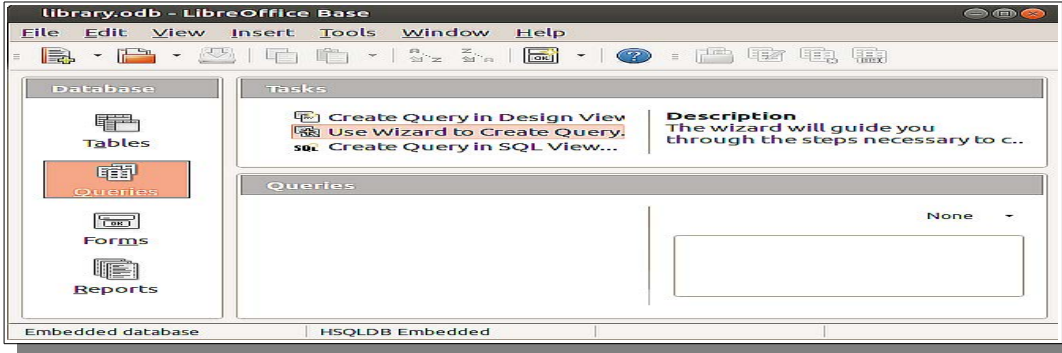 library.odb - LibreOffice Base
File Edit View Insert Tools Window Help
Database
Tables
Queries
Forms
Reports
Tasks
Create Query in Design View
Use Wizard to Create Query.
SQL Create Query in SQL View...
Description
The wizard will guide you
through the steps necessary to c..
Queries
None
Embedded database
HSQLDB Embedded